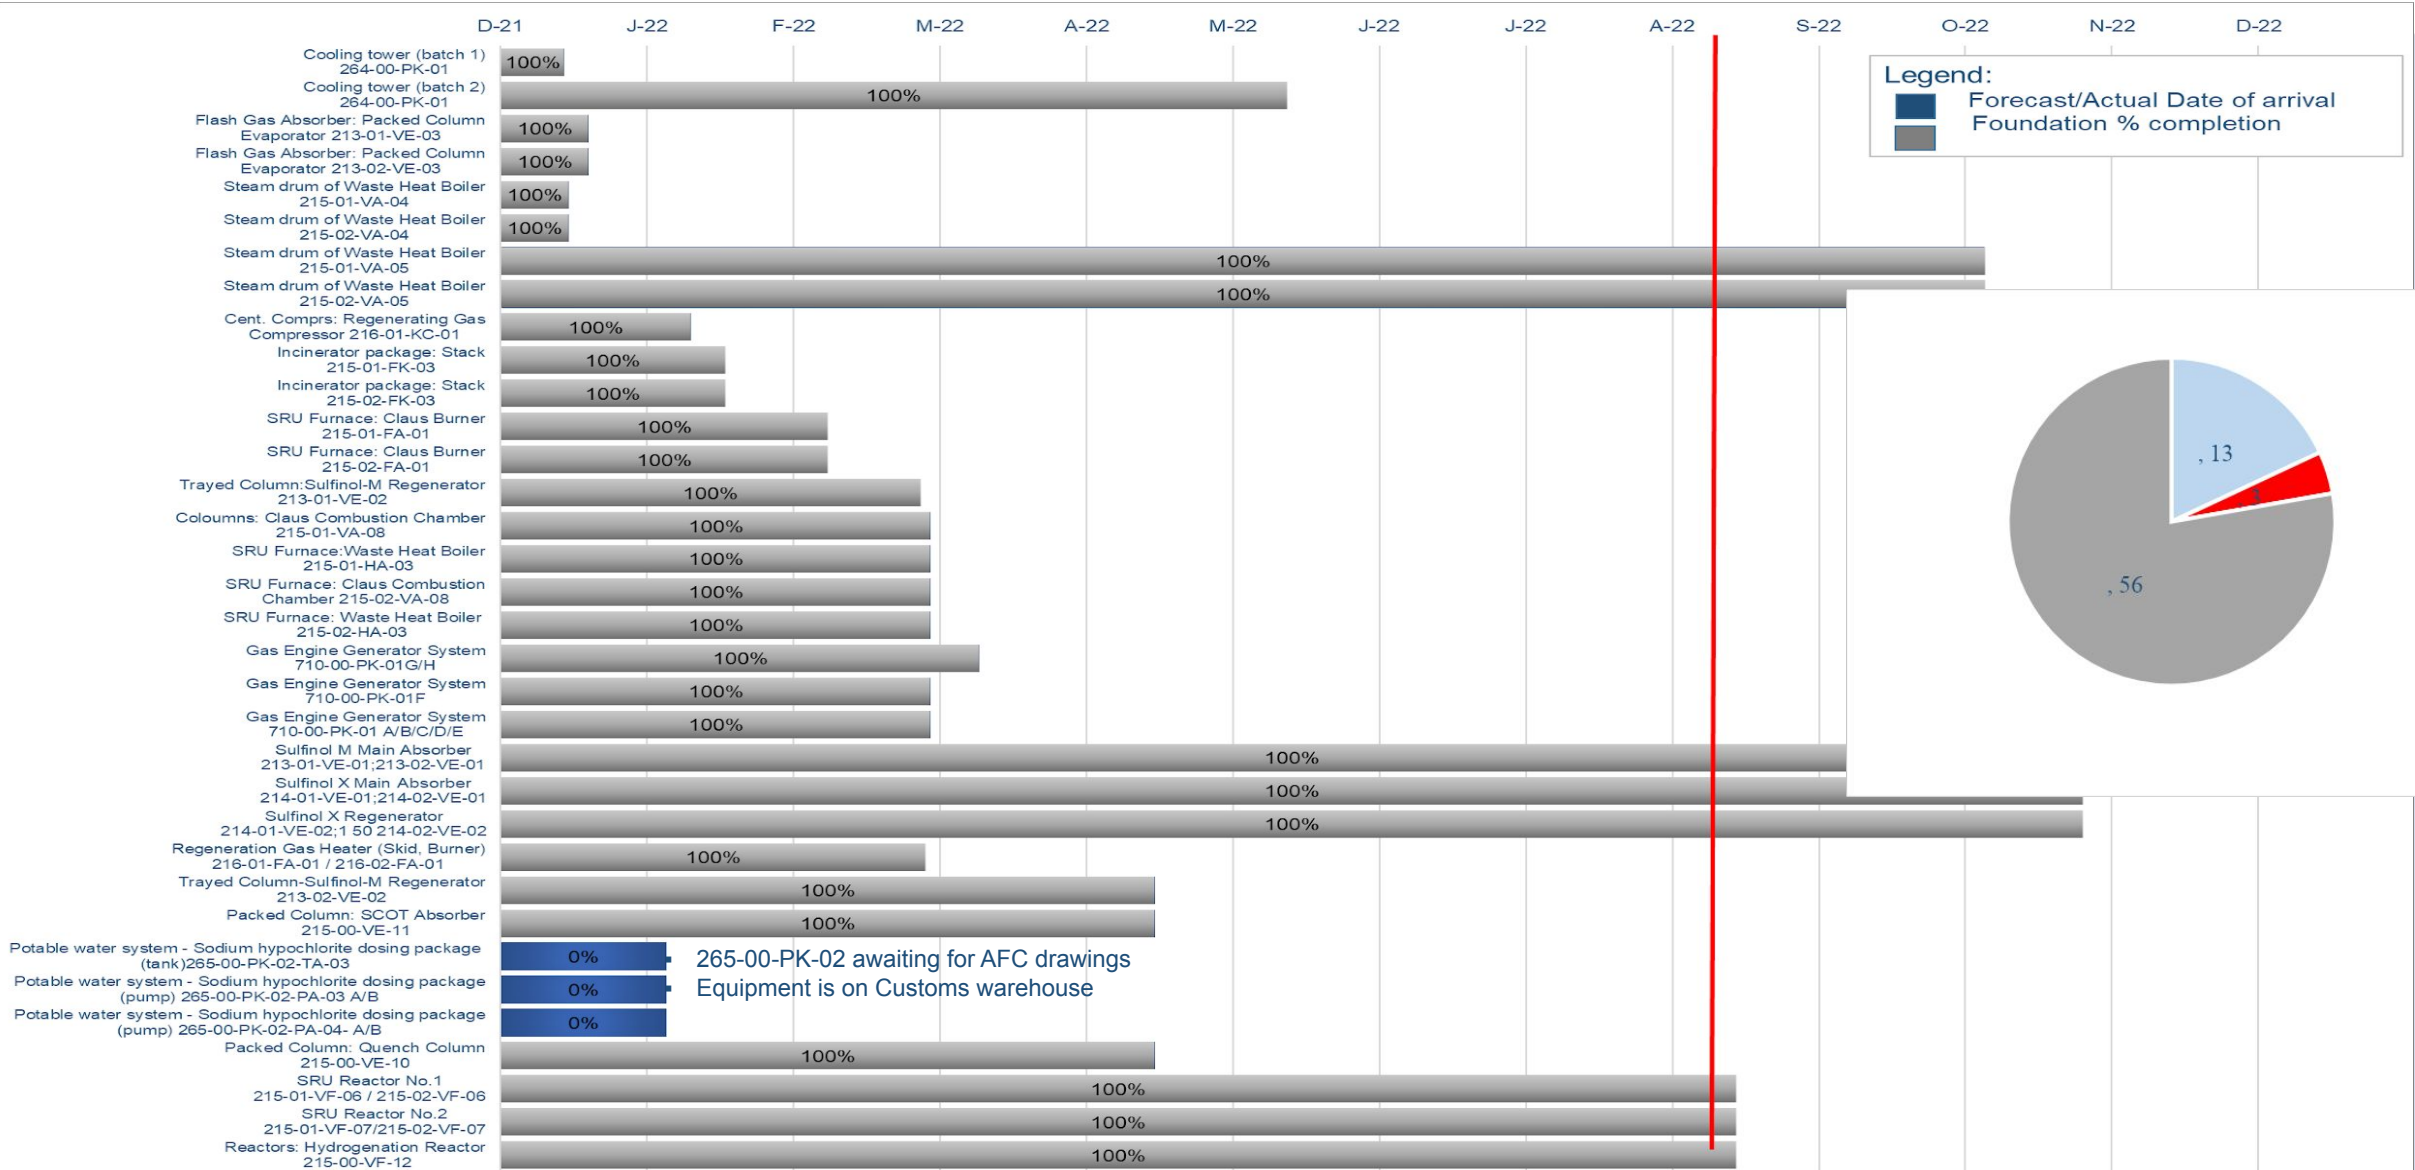 D-21 J-22 F-22 M-22 A-22 M-22 J-22 J-22 A-22 S-22 O-22 N-22 D-22
Legend:
Forecast/Actual Date of arrival
Foundation % completion
Cooling tower (batch 1)
264-00-PK-01
100%
Cooling tower (batch 2)
264-00-PK-01
100%
Flash Gas Absorber: Packed Column
Evaporator 213-01-VE-03
100%
Flash Gas Absorber: Packed Column
Evaporator 213-02-VE-03
100%
Steam drum of Waste Heat Boiler
215-01-VA-04
100%
Steam drum of Waste Heat Boiler
215-02-VA-04
100%
Steam drum of Waste Heat Boiler
215-01-VA-05
100%
Steam drum of Waste Heat Boiler
215-02-VA-05
100%
Cent. Comprs: Regenerating Gas
Compressor 216-01-KC-01
100%
Incinerator package: Stack
215-01-FK-03
100%
Incinerator package: Stack
215-02-FK-03
100%
SRU Furnace: Claus Burner
215-01-FA-01
100%
SRU Furnace: Claus Burner
215-02-FA-01
100%
Trayed Column:Sulfinol-M Regenerator
213-01-VE-02
100%
Coloumns: Claus Combustion Chamber
215-01-VA-08
100%
SRU Furnace:Waste Heat Boiler
215-01-HA-03
100%
SRU Furnace: Claus Combustion
Chamber 215-02-VA-08
100%
SRU Furnace: Waste Heat Boiler
215-02-HA-03
100%
Gas Engine Generator System
710-00-PK-01G/H
100%
Gas Engine Generator System
710-00-PK-01F
100%
Gas Engine Generator System
710-00-PK-01 A/B/C/D/E
100%
Sulfinol M Main Absorber
213-01-VE-01;213-02-VE-01
100%
Sulfinol X Main Absorber
214-01-VE-01;214-02-VE-01
100%
Sulfinol X Regenerator
214-01-VE-02;1 50 214-02-VE-02
100%
Regeneration Gas Heater (Skid, Burner)
216-01-FA-01 / 216-02-FA-01
100%
Trayed Column-Sulfinol-M Regenerator
213-02-VE-02
100%
Packed Column: SCOT Absorber
215-00-VE-11
100%
Potable water system - Sodium hypochlorite dosing package
(tank)265-00-PK-02-TA-03
0%
Potable water system - Sodium hypochlorite dosing package
(pump) 265-00-PK-02-PA-03 A/B
0%
Potable water system - Sodium hypochlorite dosing package
(pump) 265-00-PK-02-PA-04- A/B
0%
265-00-PK-02 awaiting for AFC drawings
Equipment is on Customs warehouse
Packed Column: Quench Column
215-00-VE-10
100%
SRU Reactor No.1
215-01-VF-06 / 215-02-VF-06
100%
SRU Reactor No.2
215-01-VF-07/215-02-VF-07
100%
Reactors: Hydrogenation Reactor
215-00-VF-12
100%
, 13
, 56